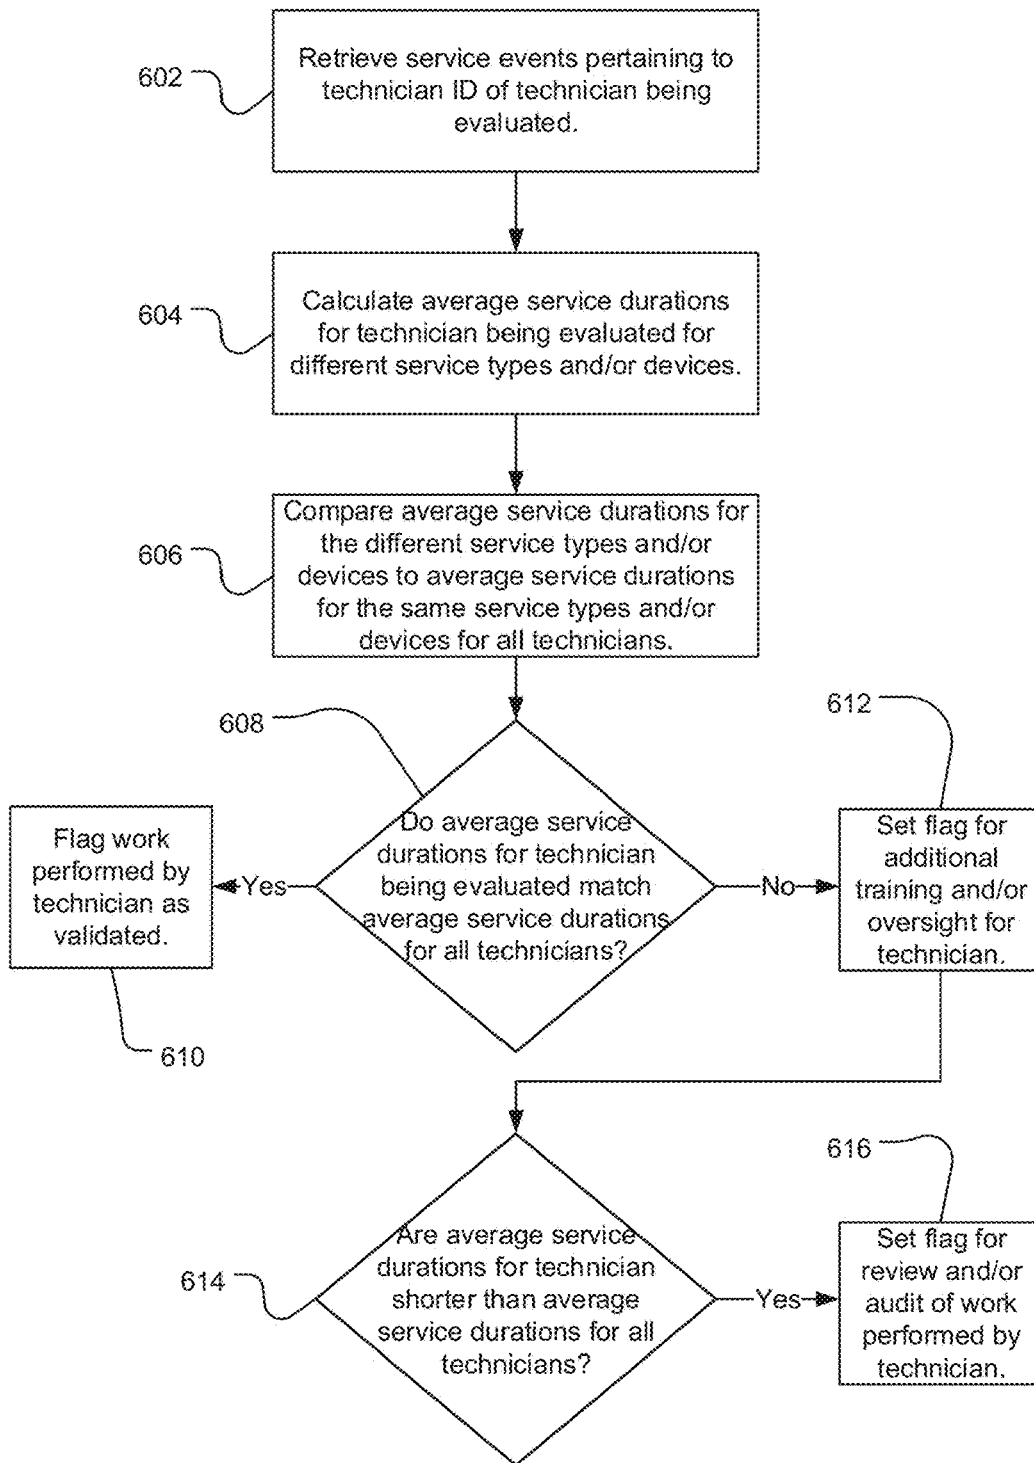 602
Retrieve service events pertaining to
technician ID of technician being
evaluated.
604
Calculate average service durations
for technician being evaluated for
different service types and/or devices.
606
Compare average service durations for
the different service types and/or
devices to average service durations
for the same service types and/or
devices for all technicians.
608
Do average service
durations for technician
being evaluated match
average service durations
for all technicians?
Yes
Flag work
performed by
technician as
validated.
610
No
612
Set flag for
additional
training and/or
oversight for
technician.
614
Are average service
durations for technician
shorter than average
service durations for all
technicians?
Yes
616
Set flag for
review and/or
audit of work
performed by
technician.